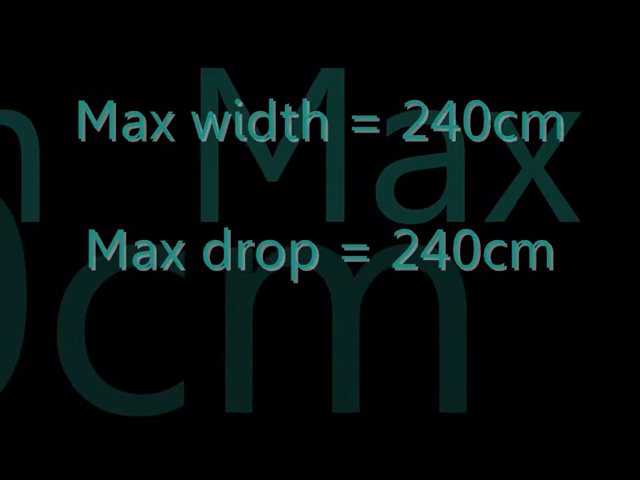 Max width = 240cm
Max drop = 240cm